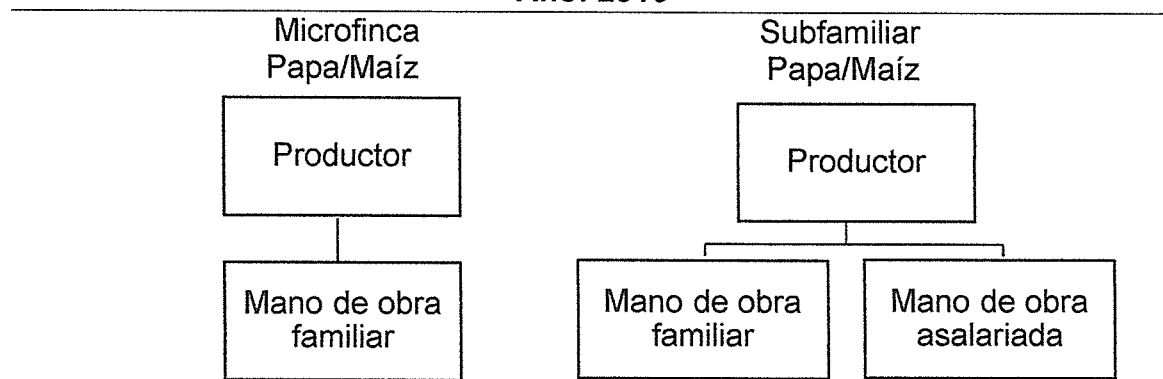 Microfinca
Papa/Maíz
Subfamiliar
Papa/Maíz
Productor
Productor
Mano de obra
familiar
Mano de obra
familiar
Mano de obra
asalariada